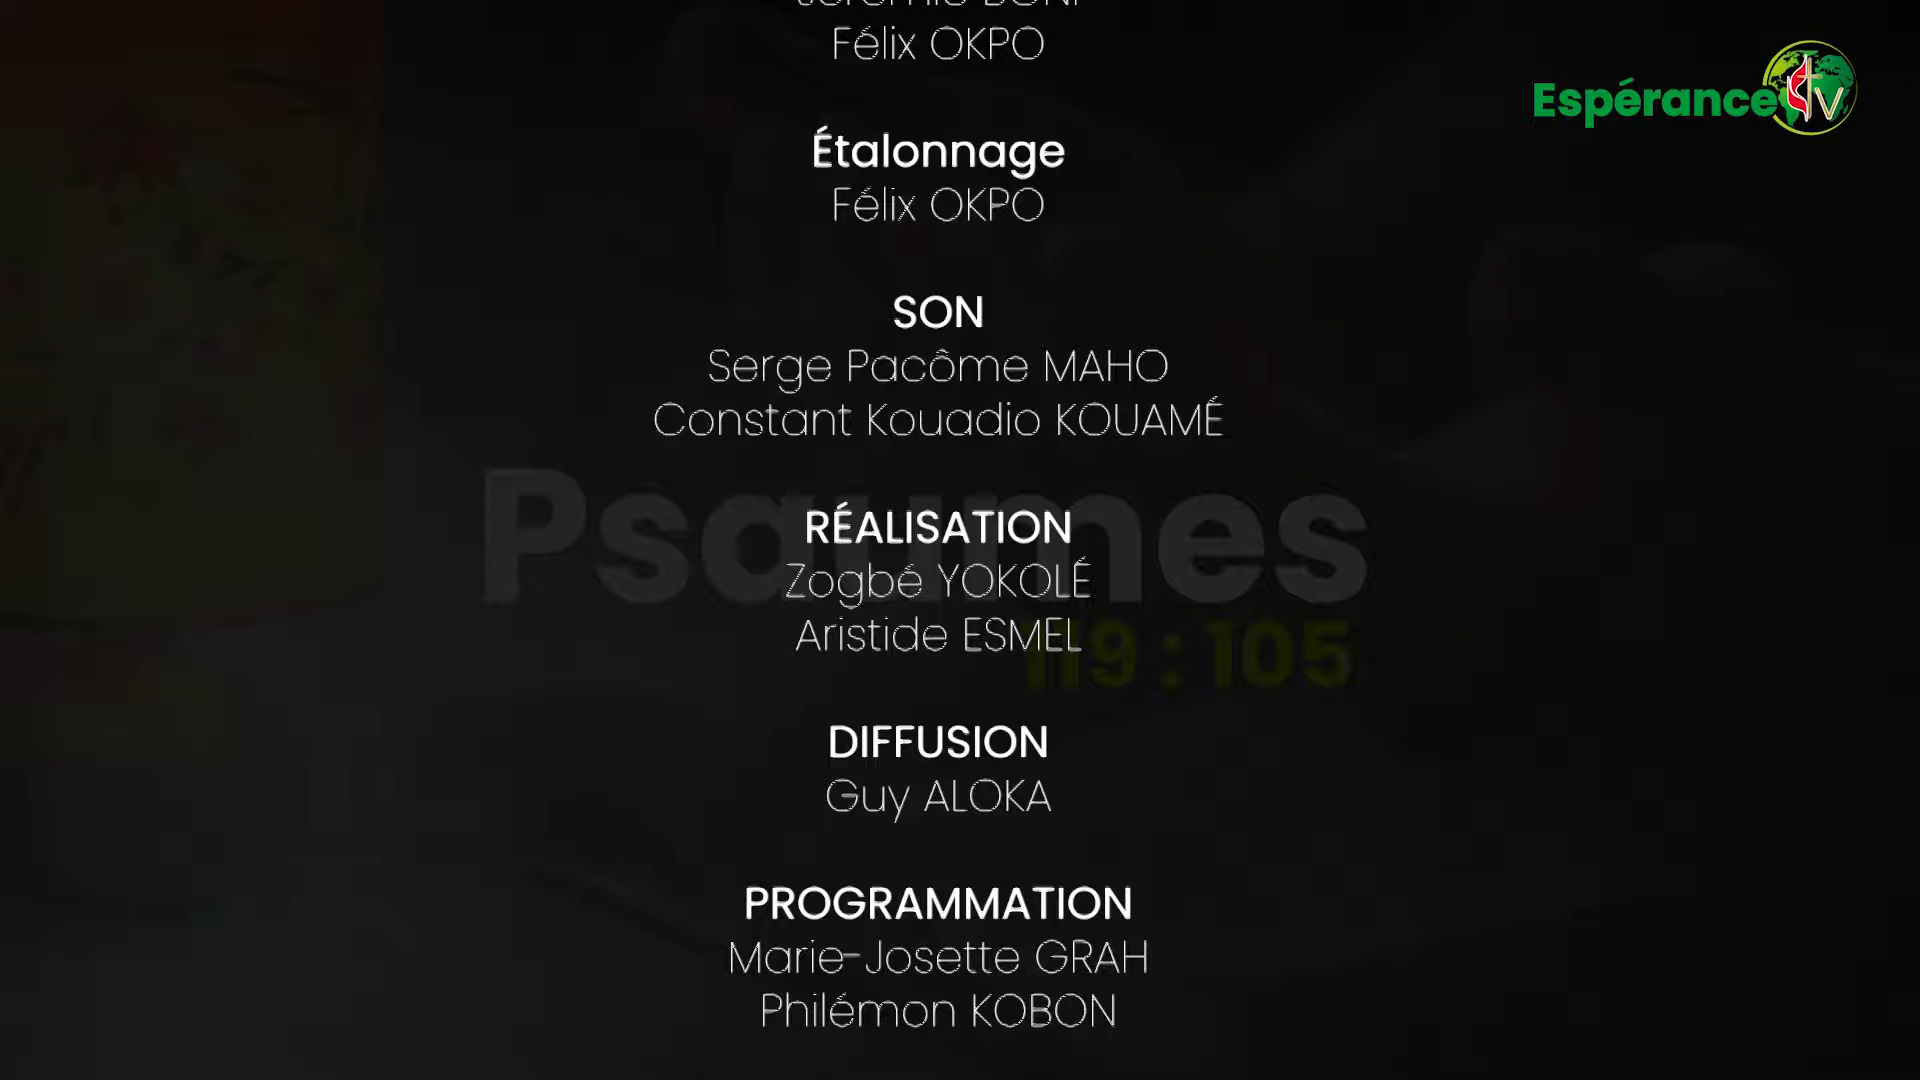 Félix OKPO
Espérance TV
Étalonnage
Félix OKPO
SON
Serge Pacôme MAHO
Constant Kouadio KOUAMÉ
Psaumes
RÉALISATION
Zogbé YOKOLÉ
Aristide ESMEL
119 : 105
DIFFUSION
Guy ALOKA
PROGRAMMATION
Marie-Josette GRAH
Philémon KOBON